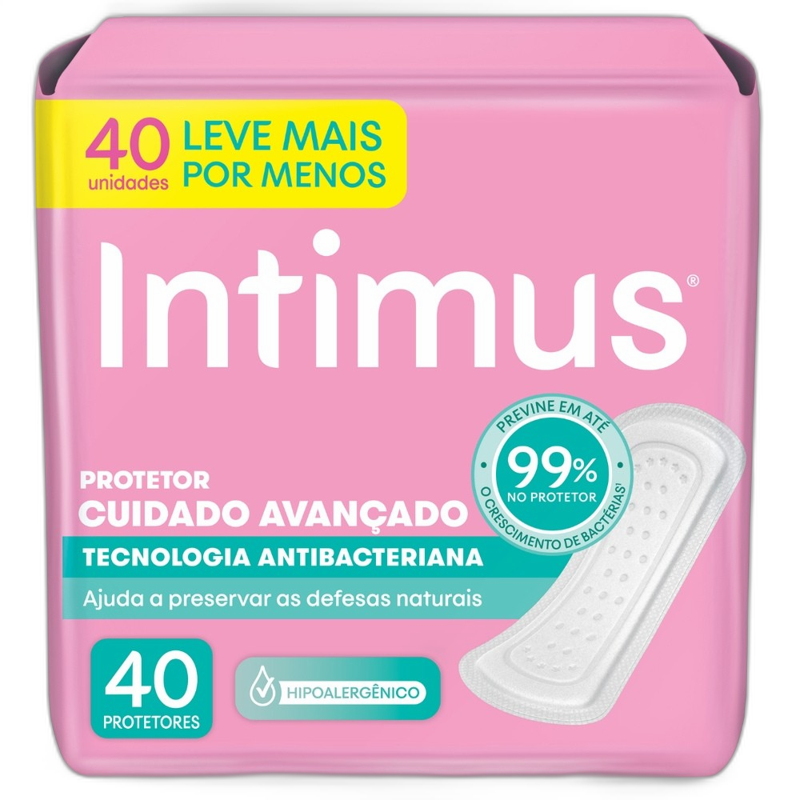 40 unidades
LEVE MAIS
POR MENOS
Intimus®
PREVINE EM ATÉ
99%
NO PROTETOR
O CRESCIMENTO DE BACTÉRIAS¹
PROTETOR
CUIDADO AVANÇADO
TECNOLOGIA ANTIBACTERIANA
Ajuda a preservar as defesas naturais
40
PROTETORES
HIPOALERGÊNICO